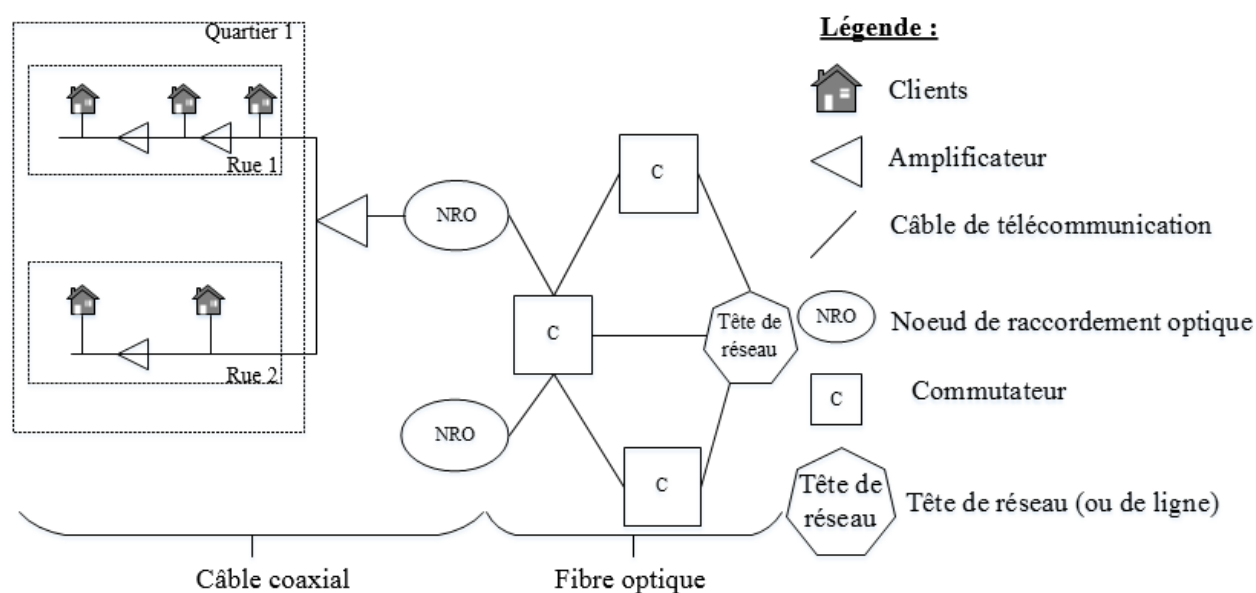 Quartier 1
Rue 1
Rue 2
NRO
NRO
C
C
C
Tête de
réseau
Câble coaxial
Fibre optique
Légende :
Clients
Amplificateur
Câble de télécommunication
NRO
Noeud de raccordement optique
C
Commutateur
Tête de
réseau
Tête de réseau (ou de ligne)